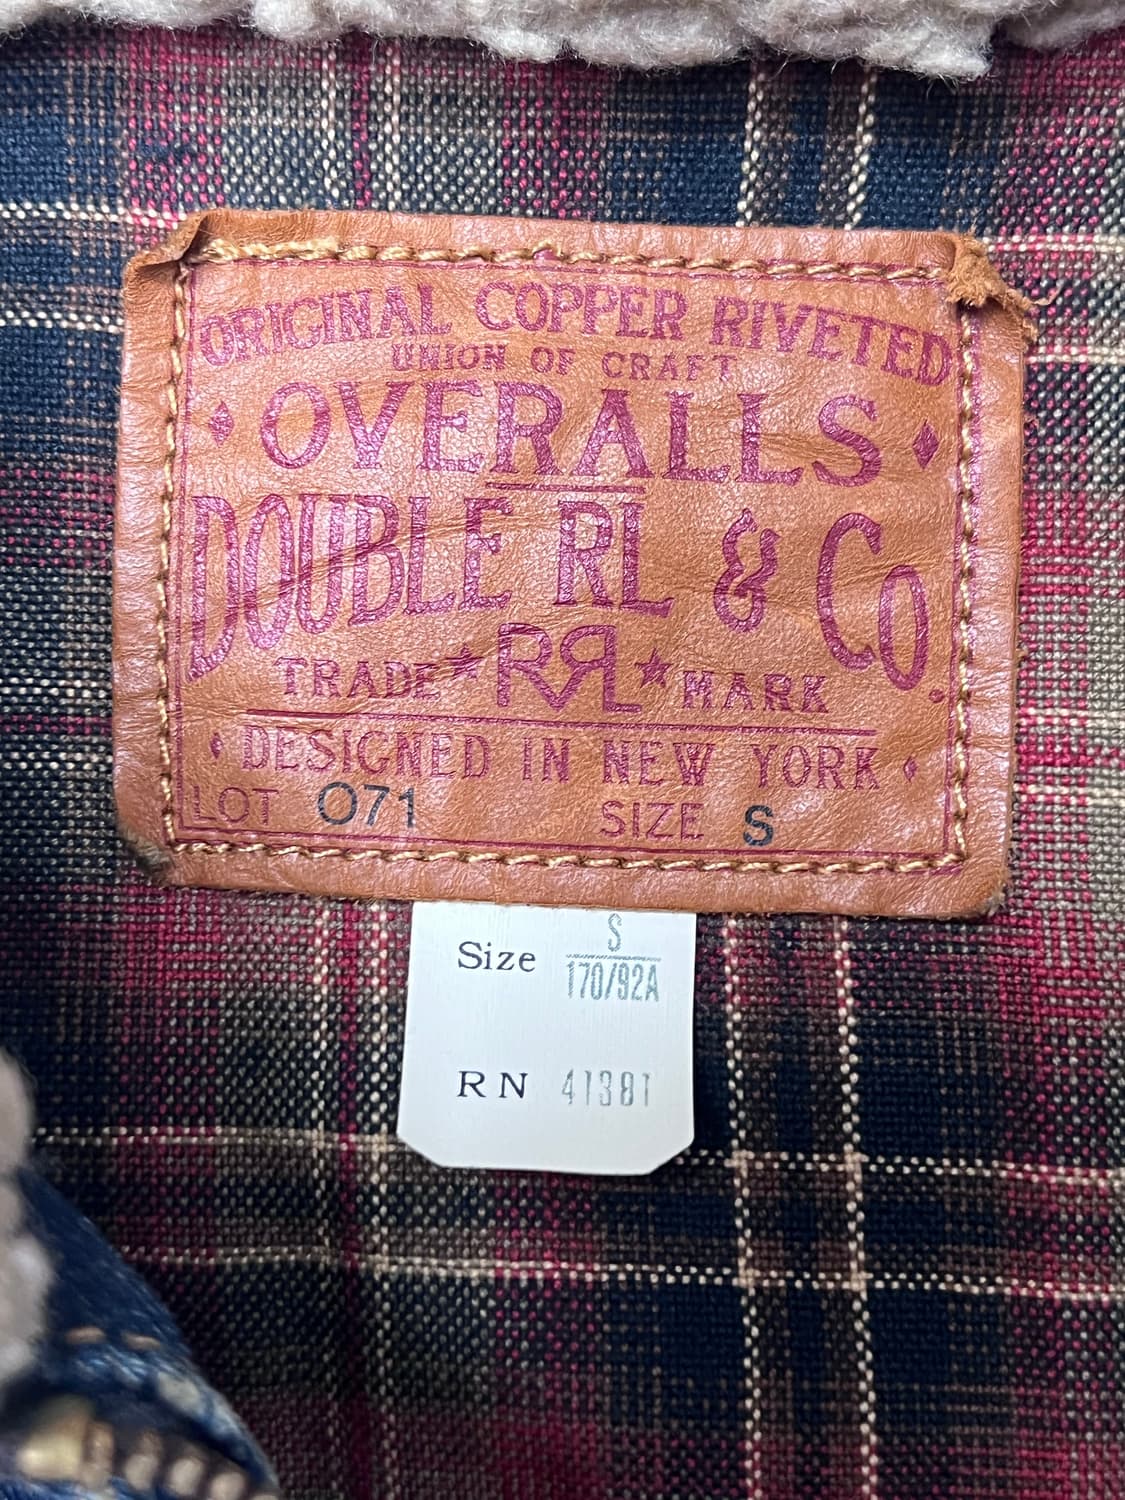 ORIGINAL COPPER RIVETED
UNION OF CRAFT
OVERALLS
DOUBLE RL & CO.
TRADE★RRL★MARK
DESIGNED IN NEW YORK
LOT 071 SIZE S
Size S
170/92A
RN 41381